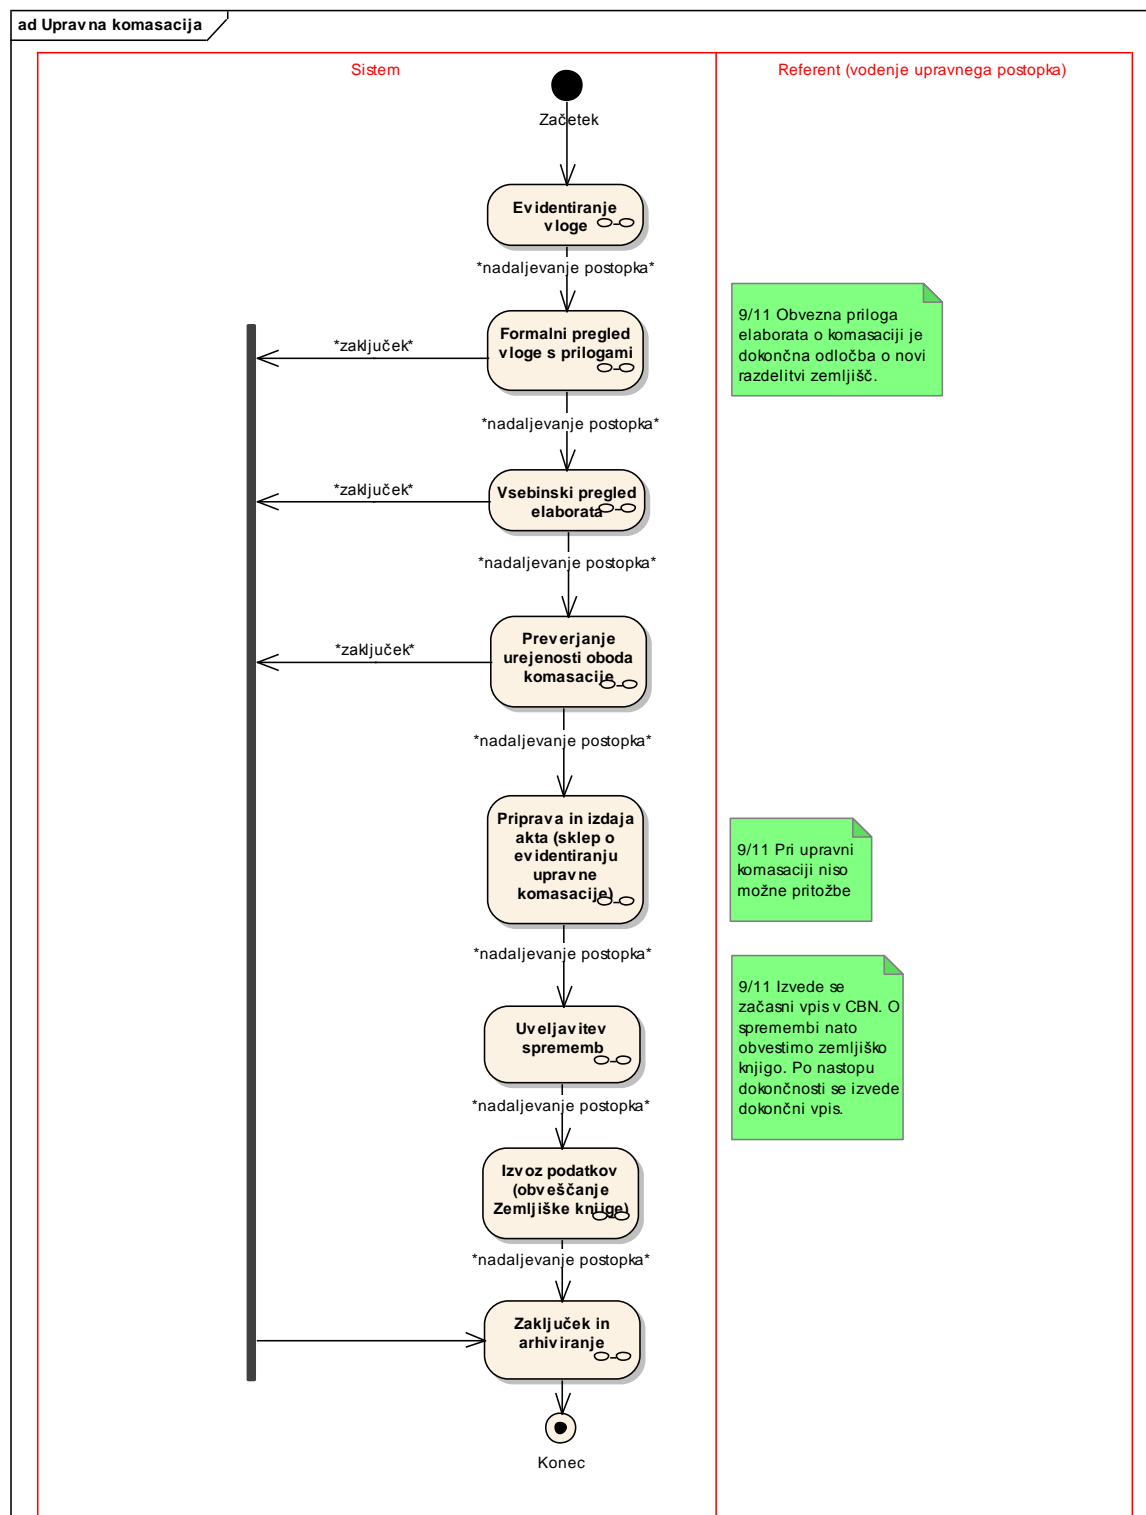 ad Upravna komasacija
Sistem
Referent (vodenje upravnega postopka)
Začetek
Evidentiranje
vloge
*nadaljevanje postopka*
9/11 Obvezna priloga
elaborata o komasaciji je
dokončna odločba o novi
razdelitvi zemljišč.
Formalni pregled
vloge s prilogami
*zaključek*
*nadaljevanje postopka*
Vsebinski pregled
elaborata
*zaključek*
*nadaljevanje postopka*
Preverjanje
urejenosti oboda
komasacije
*zaključek*
*nadaljevanje postopka*
Priprava in izdaja
akta (sklep o
evidentiranju
upravne
komasacije)
9/11 Pri upravni
komasaciji niso
možne pritožbe
*nadaljevanje postopka*
9/11 Izvede se
začasni vpis v CBN. O
spremembi nato
obvestimo zemljiško
knjigo. Po nastopu
dokončnosti se izvede
dokončni vpis.
Uveljavitev
sprememb
*nadaljevanje postopka*
Izvoz podatkov
(obveščanje
Zemljiške knjige)
*nadaljevanje postopka*
Zaključek in
arhiviranje
Konec